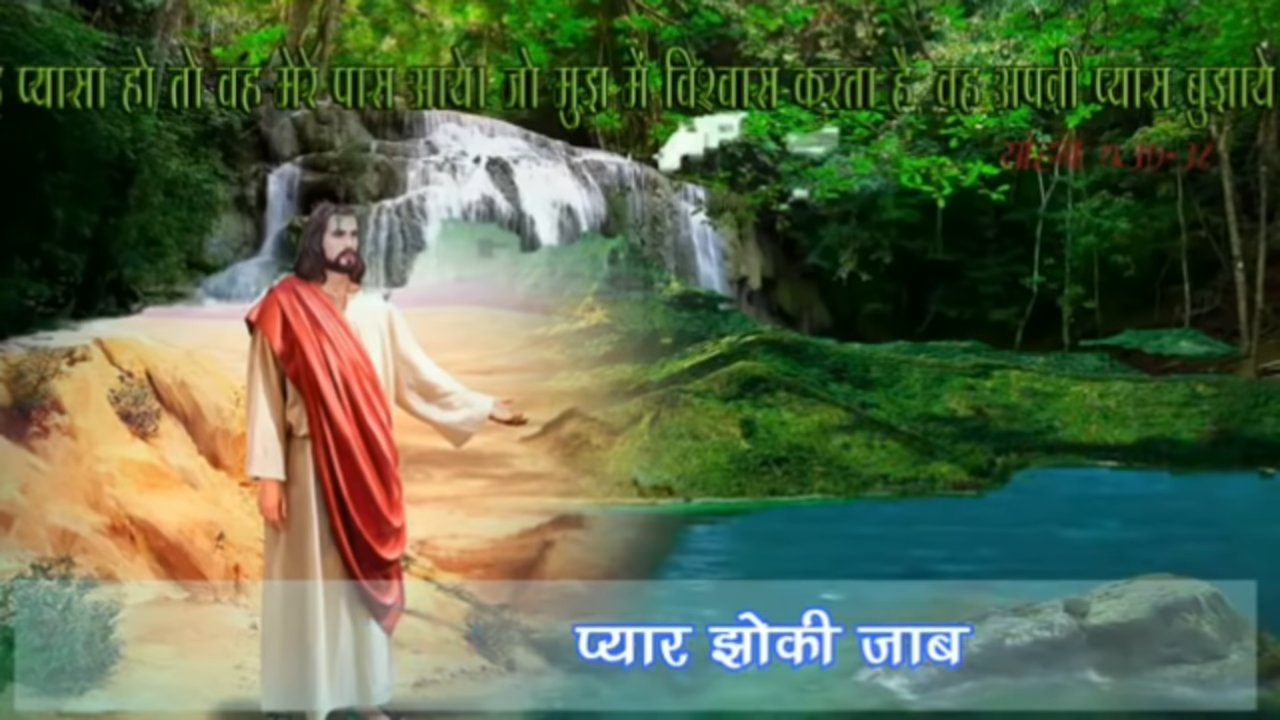 प्यासा हो तो वह मेरे पास आये। जो मुझ में विश्वास करता है, वह अपनी प्यास बुझाये
प्यार झोकी जाब